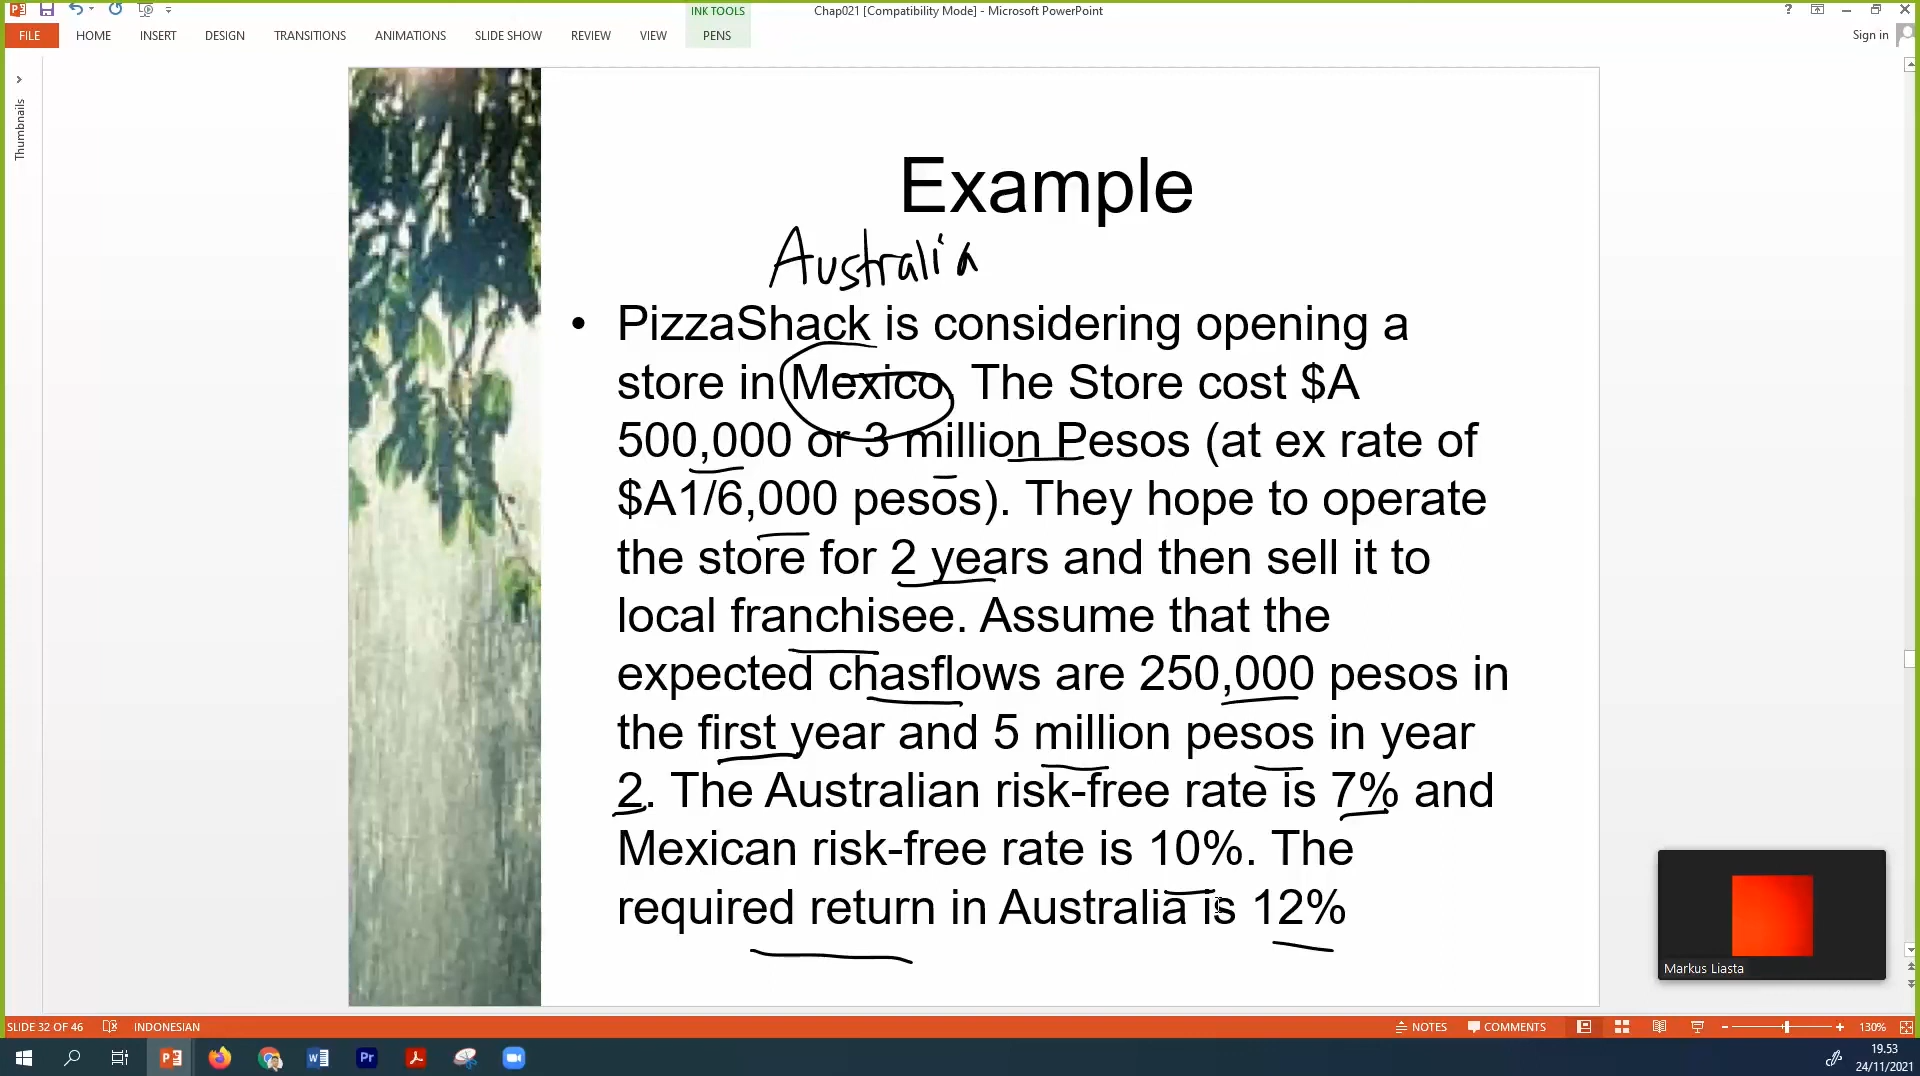 INK TOOLS
Chap021 [Compatibility Mode] - Microsoft PowerPoint
FILE HOME INSERT DESIGN TRANSITIONS ANIMATIONS SLIDE SHOW REVIEW VIEW PENS
Sign in
Thumbnails
Example
Australia
• PizzaShack is considering opening a
store in Mexico. The Store cost $A
500,000 or 3 million Pesos (at ex rate of
$A1/6,000 pesos). They hope to operate
the store for 2 years and then sell it to
local franchisee. Assume that the
expected chasflows are 250,000 pesos in
the first year and 5 million pesos in year
2. The Australian risk-free rate is 7% and
Mexican risk-free rate is 10%. The
required return in Australia is 12%
Markus Liasta
SLIDE 32 OF 46 INDONESIAN NOTES COMMENTS 130%
19.53
24/11/2021